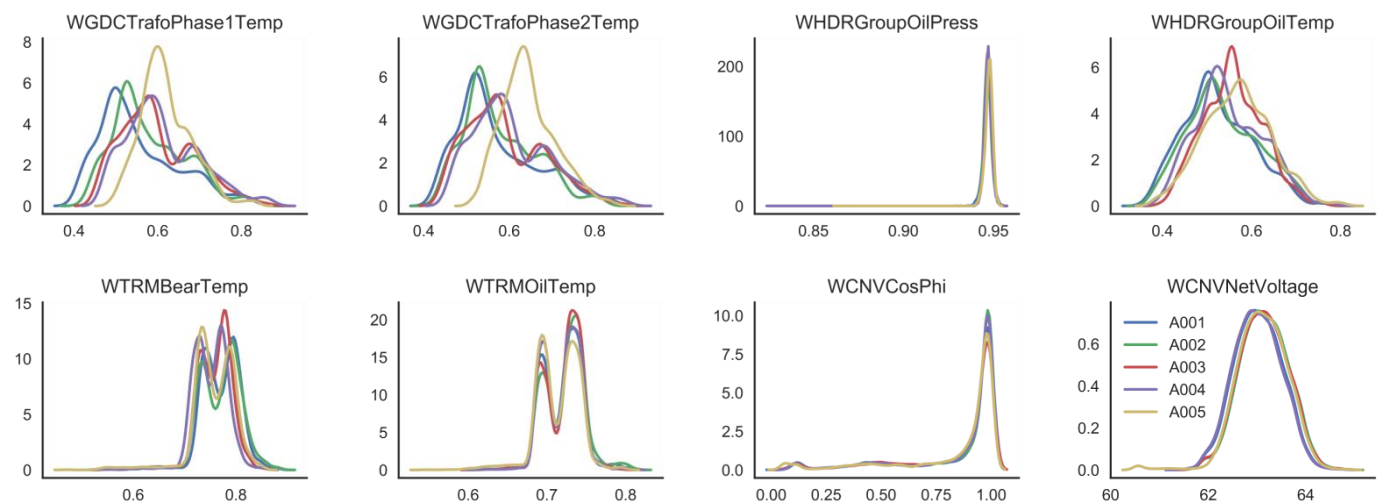 WGDCTrafoPhase1Temp
8
6
4
2
0
0.4 0.6 0.8
WGDCTrafoPhase2Temp
6
4
2
0
0.4 0.6 0.8
WHDRGroupOilPress
200
100
0
0.85 0.90 0.95
WHDRGroupOilTemp
6
4
2
0
0.4 0.6 0.8
WTRMBearTemp
15
10
5
0
0.6 0.8
WTRMOilTemp
20
15
10
5
0
0.6 0.7 0.8
WCNVCosPhi
10.0
7.5
5.0
2.5
0.0
0.00 0.25 0.50 0.75 1.00
WCNVNetVoltage
0.6
0.4
0.2
0.0
A001
A002
A003
A004
A005
60 62 64